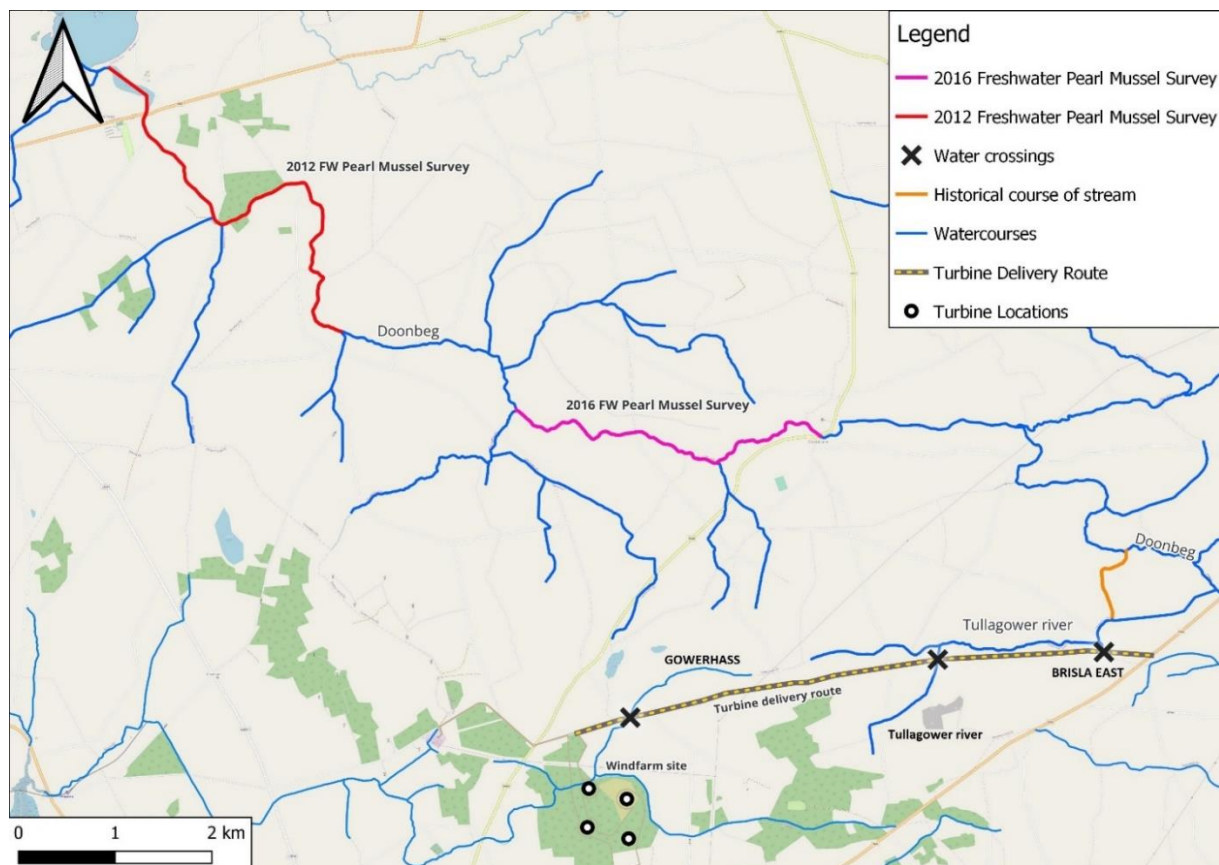 Legend
2016 Freshwater Pearl Mussel Survey
2012 Freshwater Pearl Mussel Survey
Water crossings
Historical course of stream
Watercourses
Turbine Delivery Route
Turbine Locations
2012 FW Pearl Mussel Survey
Doonbeg
2016 FW Pearl Mussel Survey
Doonbeg
Tullagower river
GOWERHASS
BRISLA EAST
Turbine delivery route
Tullagower river
Windfarm site
0 1 2 km